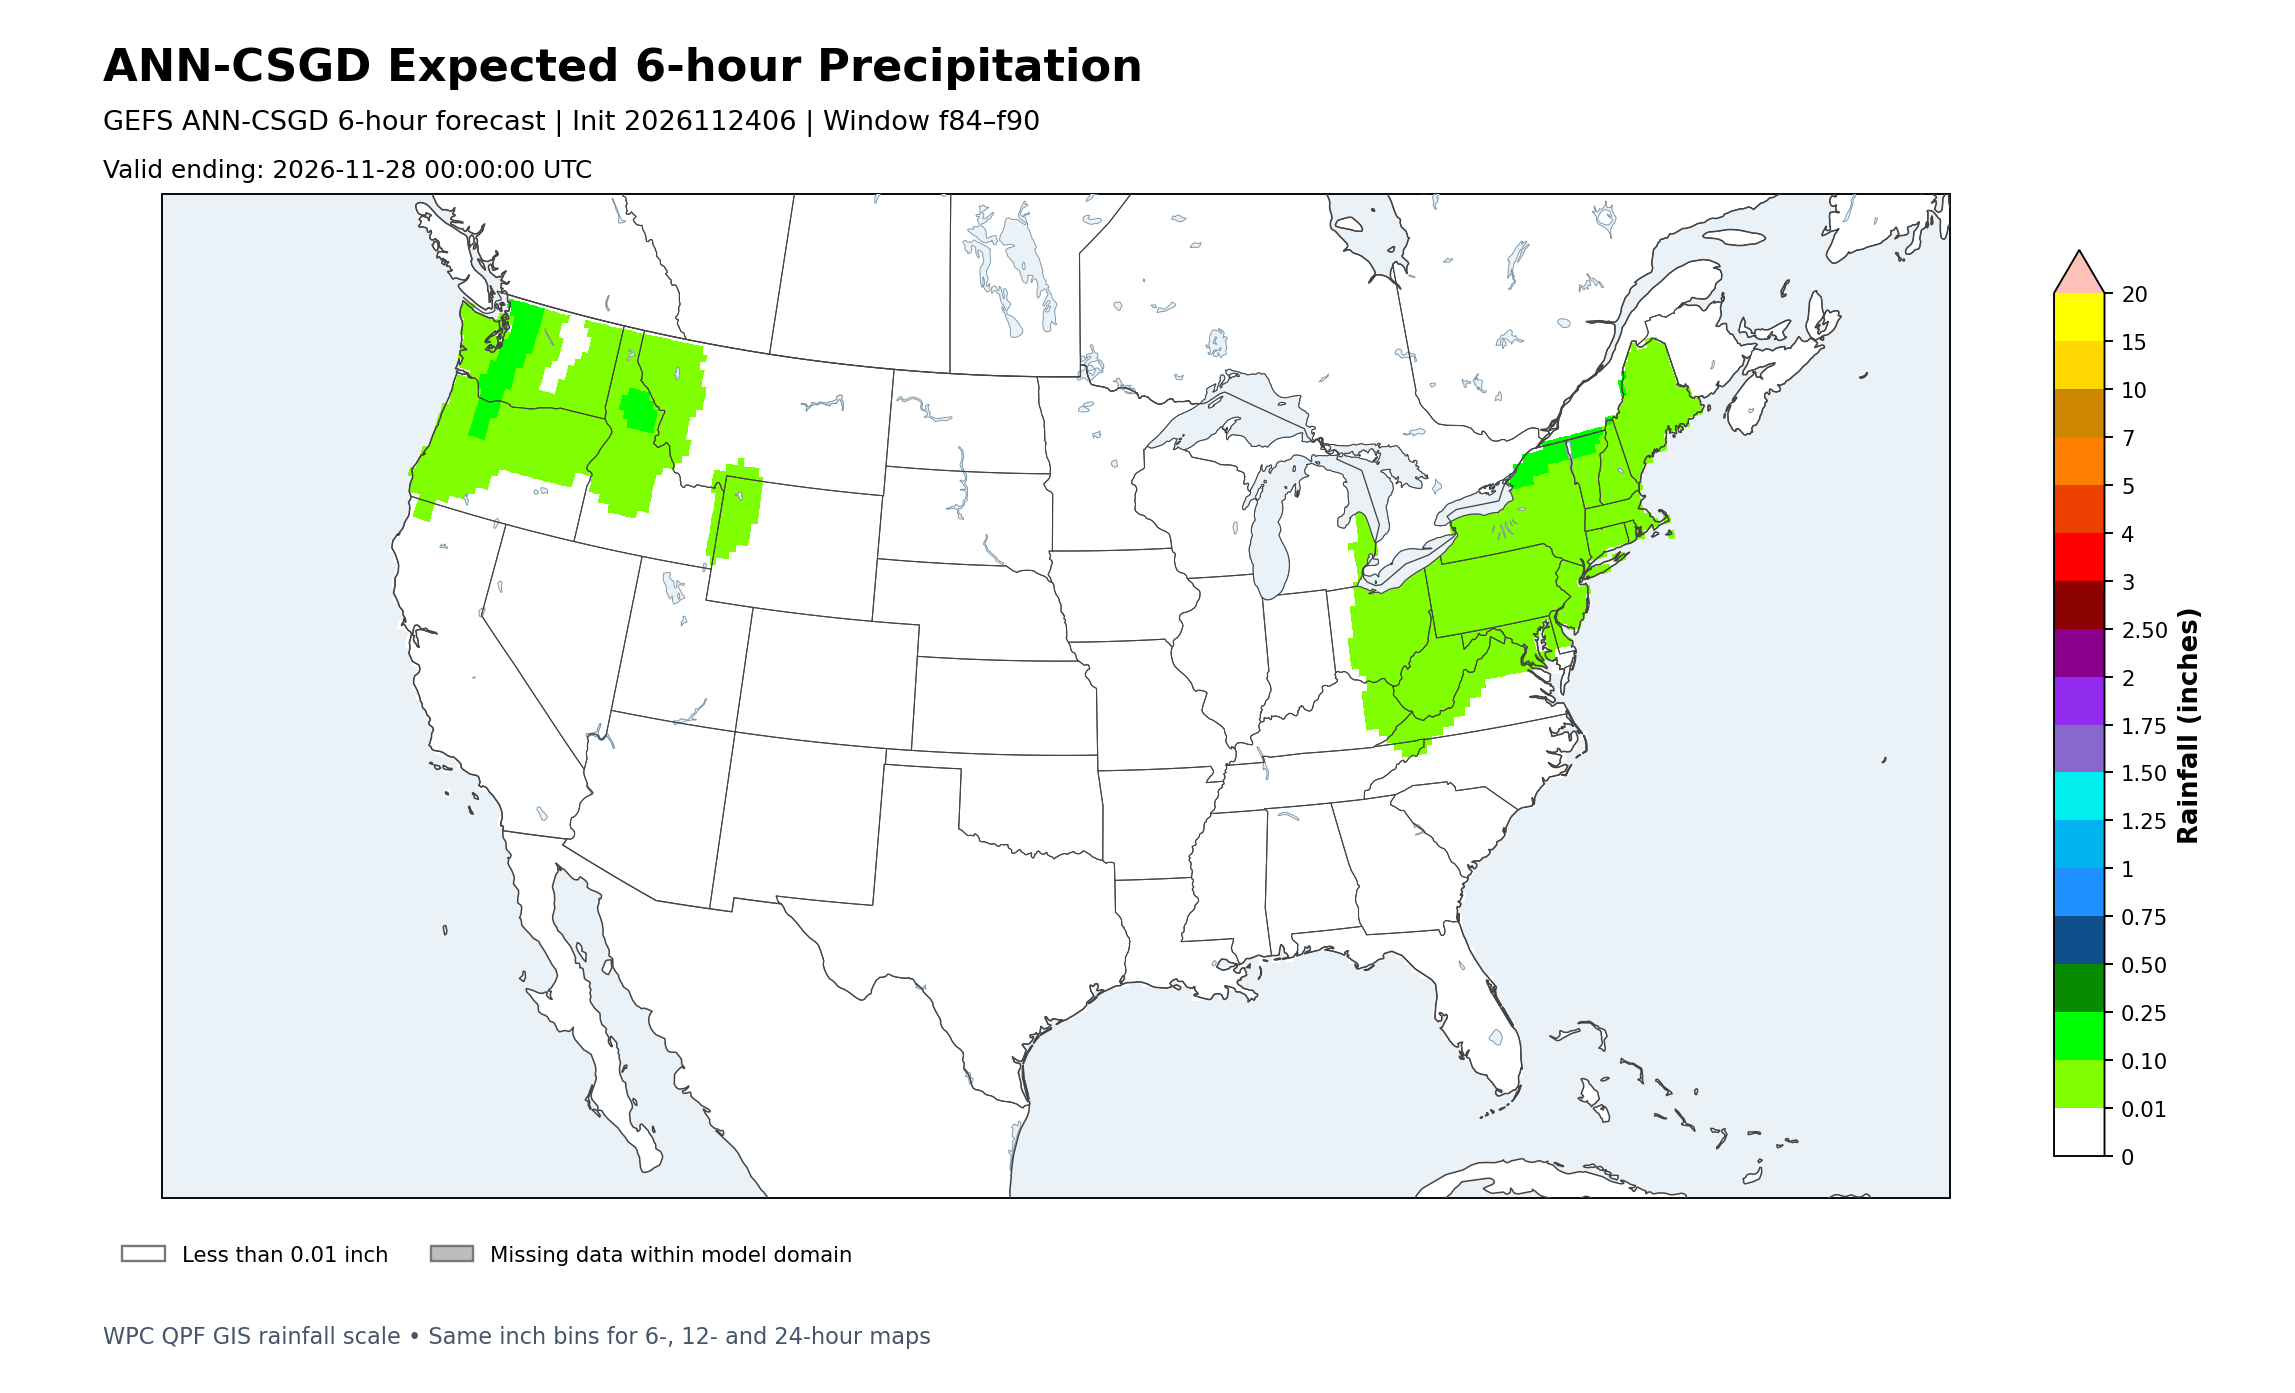 ANN-CSGD Expected 6-hour Precipitation
GEFS ANN-CSGD 6-hour forecast | Init 2026112406 | Window f84–f90
Valid ending: 2026-11-28 00:00:00 UTC
20
15
10
7
5
4
3
2.50
2
1.75
1.50
1.25
1
0.75
0.50
0.25
0.10
0.01
0
Rainfall (inches)
Less than 0.01 inch
Missing data within model domain
WPC QPF GIS rainfall scale • Same inch bins for 6-, 12- and 24-hour maps